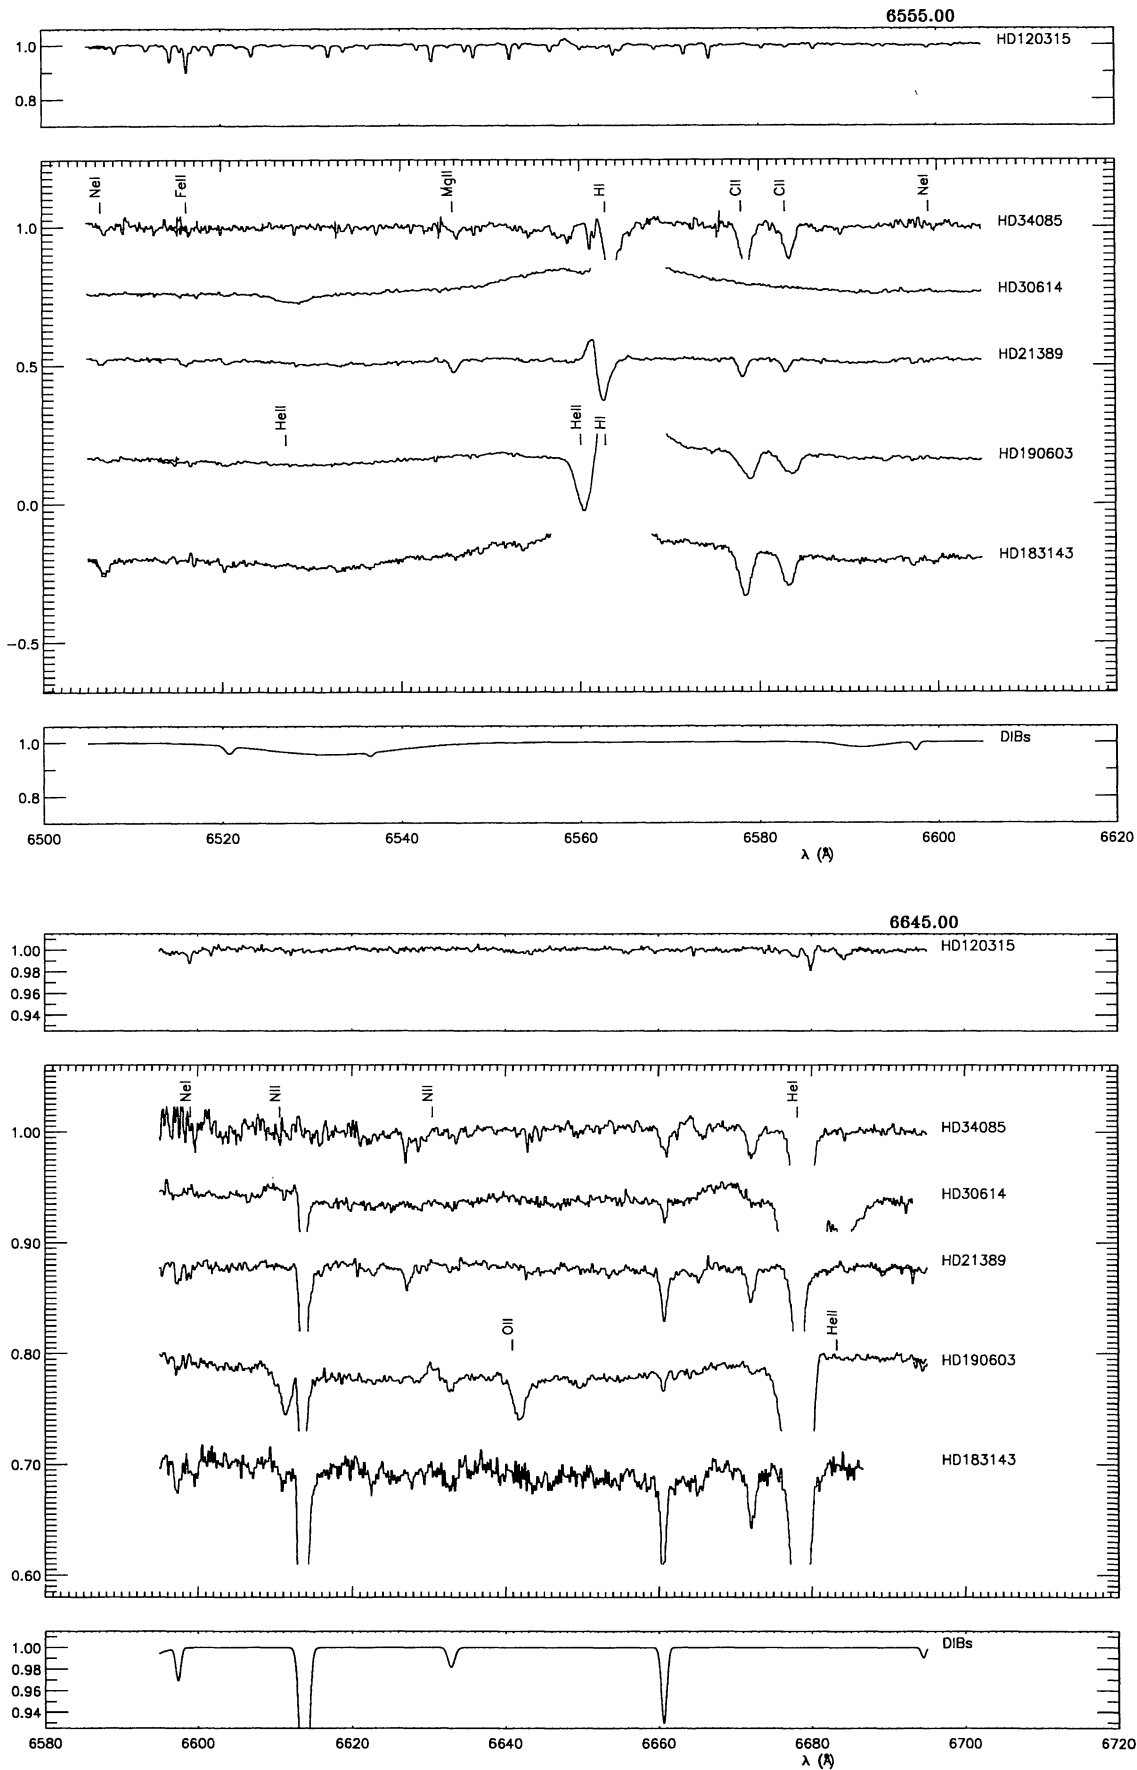 6555.00
1.0
0.8
HD120315
NeI
FeII
MgII
HI
CII
CII
NeI
1.0
HD34085
HD30614
0.5
HD21389
HeII
HeII
HI
HD190603
0.0
HD183143
−0.5
1.0
0.8
DIBs
6500 6520 6540 6560 6580 6600 6620
λ (Å)
6645.00
1.00
0.98
0.96
0.94
HD120315
NeI
NII
NII
HeI
1.00
HD34085
HD30614
0.90
HD21389
OII
HeII
0.80
HD190603
0.70
HD183143
0.60
1.00
0.98
0.96
0.94
DIBs
6580 6600 6620 6640 6660 6680 6700 6720
λ (Å)